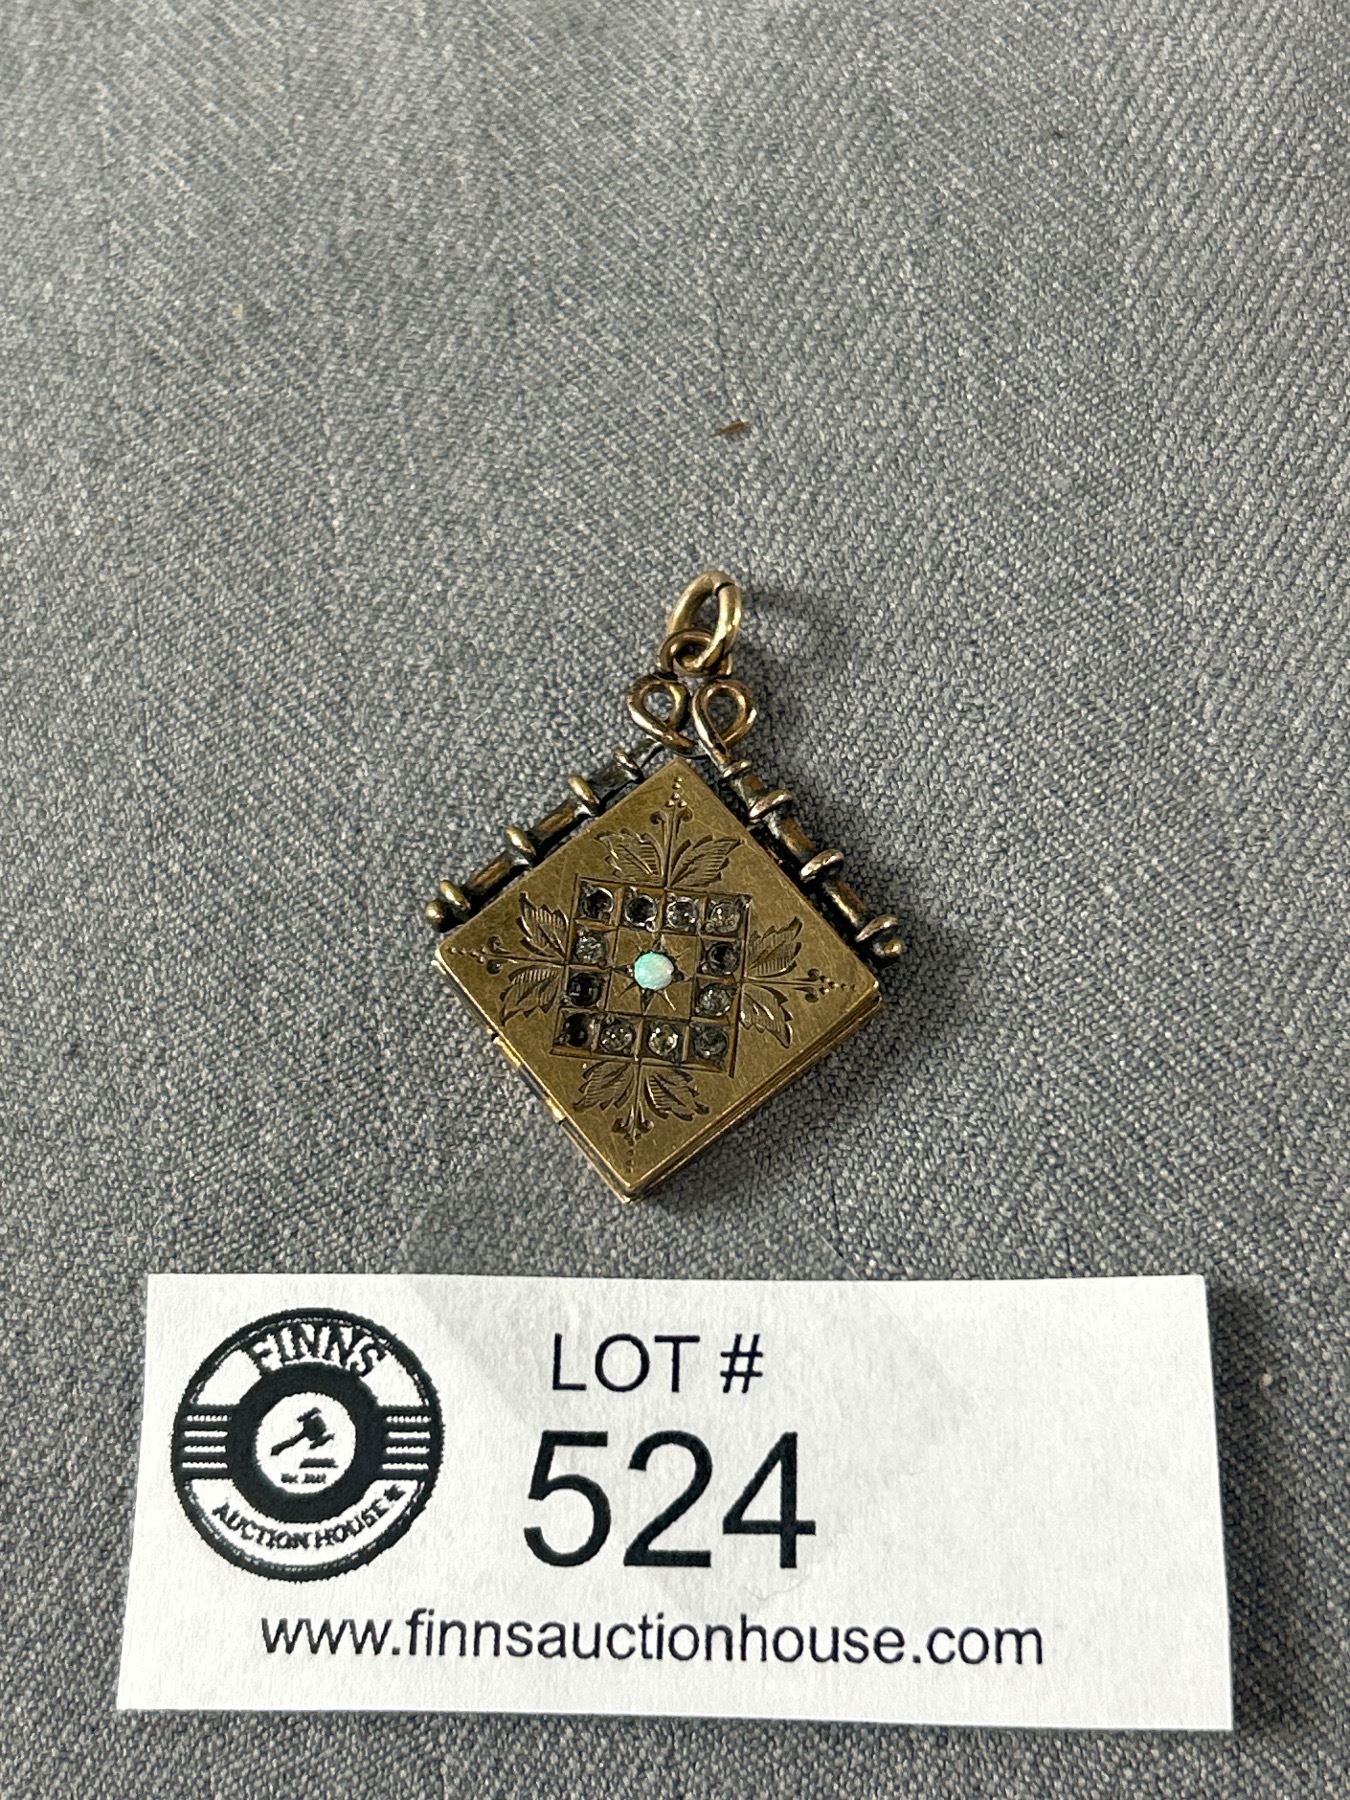 FINNS
AUCTION HOUSE
LOT #
524
www.finnsauctionhouse.com